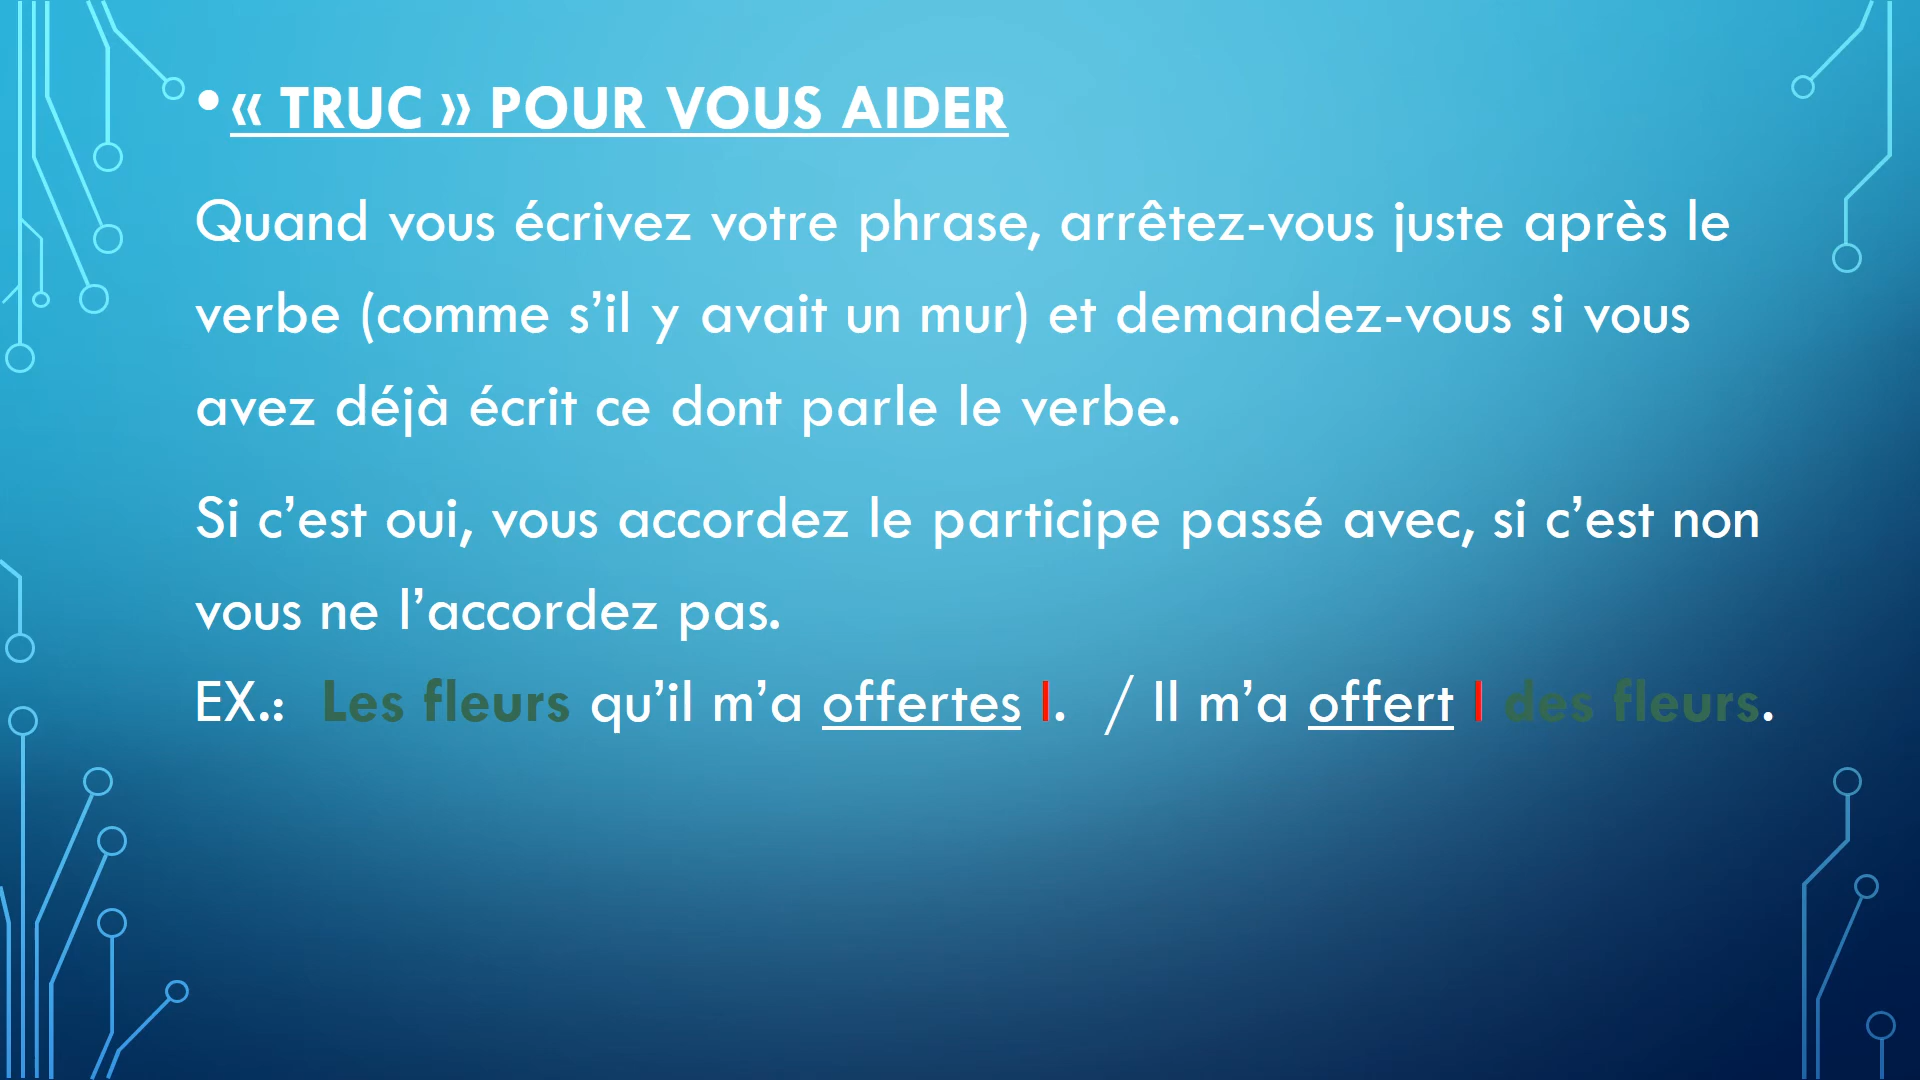 • « TRUC » POUR VOUS AIDER
Quand vous écrivez votre phrase, arrêtez-vous juste après le
verbe (comme s’il y avait un mur) et demandez-vous si vous
avez déjà écrit ce dont parle le verbe.
Si c’est oui, vous accordez le participe passé avec, si c’est non
vous ne l’accordez pas.
EX.: Les fleurs qu’il m’a offertes I. / Il m’a offert I des fleurs.